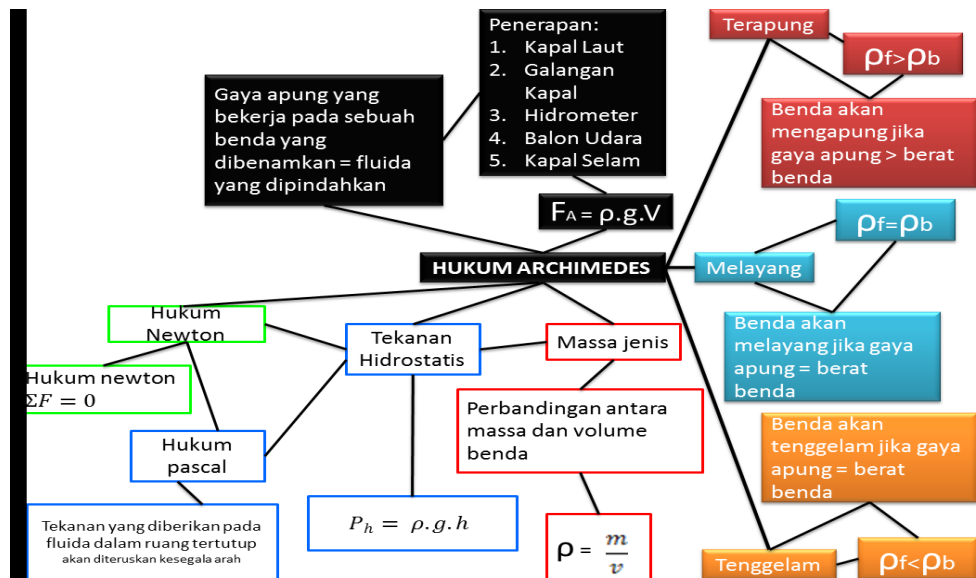 Penerapan:
1. Kapal Laut
2. Galangan
Kapal
3. Hidrometer
4. Balon Udara
5. Kapal Selam
Gaya apung yang
bekerja pada sebuah
benda yang
dibenamkan = fluida
yang dipindahkan
FA = ρ.g.V
HUKUM ARCHIMEDES
Terapung
ρf>ρb
Benda akan
mengapung jika
gaya apung > berat
benda
ρf=ρb
Melayang
Benda akan
melayang jika gaya
apung = berat
benda
Benda akan
tenggelam jika gaya
apung = berat
benda
Tenggelam
ρf<ρb
Hukum
Newton
Hukum newton
ΣF = 0
Hukum
pascal
Tekanan yang diberikan pada
fluida dalam ruang tertutup
akan diteruskan kesegala arah
Tekanan
Hidrostatis
Ph = ρ.g.h
Massa jenis
Perbandingan antara
massa dan volume
benda
ρ = m/v